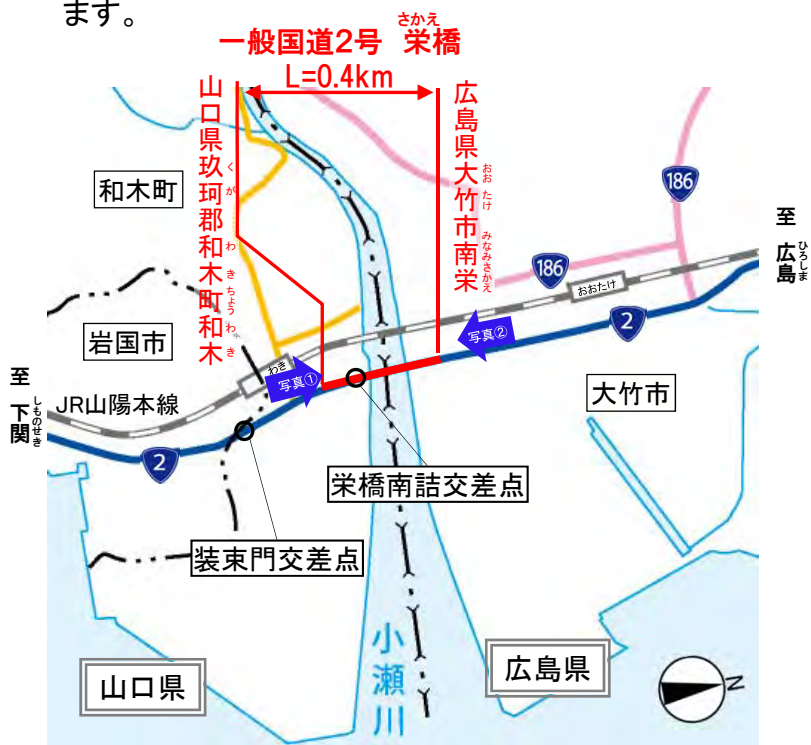 ます。
さかえ
一般国道2号 栄橋
L=0.4km
山口県玖珂郡和木町和木
くが わきちょうわき
広島県大竹市南栄
おおたけ みなみさかえ
和木町
186
至 広島
ひろしま
186
おおたけ
2
岩国市
写真②
わき
写真①
至 下関
しものせき
JR山陽本線
大竹市
2
栄橋南詰交差点
装束門交差点
小瀬川
山口県
広島県
N